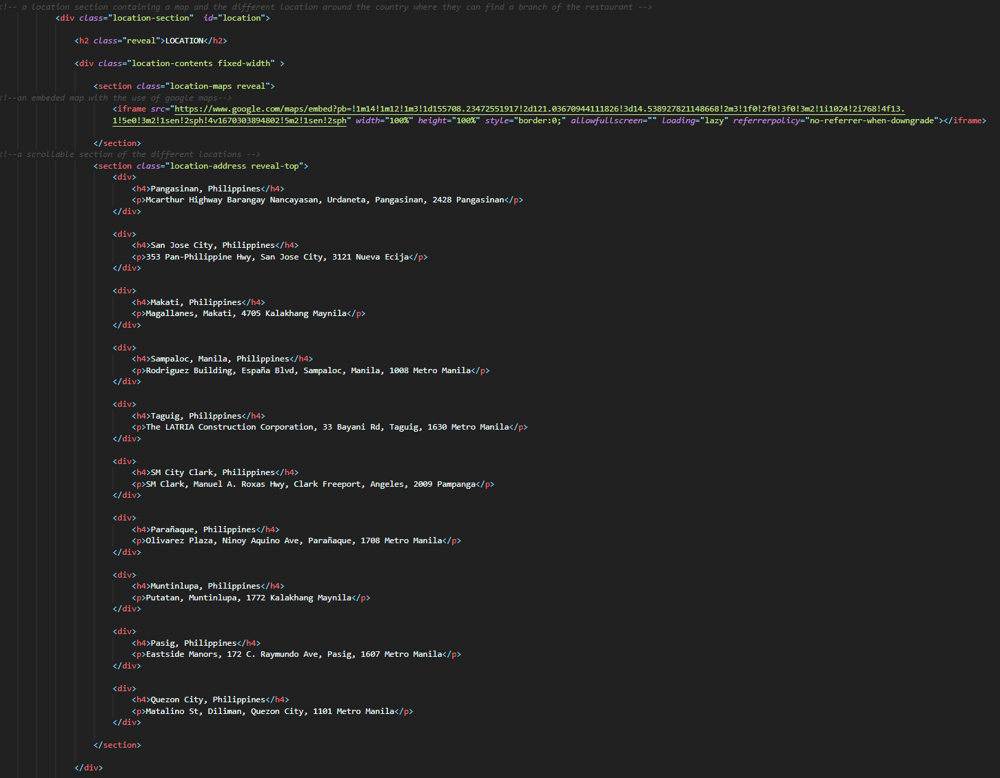 <!-- a location section containing a map and the different location around the country where they can find a branch of the restaurant -->
<div class="location-section"  id="location">
<h2 class="reveal">LOCATION</h2>
<div class="location-contents fixed-width" >
<section class="location-maps reveal">
<!--an embeded map with the use of google maps-->
<iframe src="https://www.google.com/maps/embed?pb=!1m14!1m12!1m3!1d155708.23472551917!2d121.03670944111826!3d14.538927821148668!2m3!1f0!2f0!3f0!3m2!1i1024!2i768!4f13.
1!5e0!3m2!1sen!2sph!4v1670303894802!5m2!1sen!2sph" width="100%" height="100%" style="border:0;" allowfullscreen="" loading="lazy" referrerpolicy="no-referrer-when-downgrade"></iframe>
</section>
<!--a scrollable section of the different locations -->
<section class="location-address reveal-top">
<div>
<h4>Pangasinan, Philippines</h4>
<p>Mcarthur Highway Barangay Nancayasan, Urdaneta, Pangasinan, 2428 Pangasinan</p>
</div>
<div>
<h4>San Jose City, Philippines</h4>
<p>353 Pan-Philippine Hwy, San Jose City, 3121 Nueva Ecija</p>
</div>
<div>
<h4>Makati, Philippines</h4>
<p>Magallanes, Makati, 4705 Kalakhang Maynila</p>
</div>
<div>
<h4>Sampaloc, Manila, Philippines</h4>
<p>Rodriguez Building, España Blvd, Sampaloc, Manila, 1008 Metro Manila</p>
</div>
<div>
<h4>Taguig, Philippines</h4>
<p>The LATRIA Construction Corporation, 33 Bayani Rd, Taguig, 1630 Metro Manila</p>
</div>
<div>
<h4>SM City Clark, Philippines</h4>
<p>SM Clark, Manuel A. Roxas Hwy, Clark Freeport, Angeles, 2009 Pampanga</p>
</div>
<div>
<h4>Parañaque, Philippines</h4>
<p>Olivarez Plaza, Ninoy Aquino Ave, Parañaque, 1708 Metro Manila</p>
</div>
<div>
<h4>Muntinlupa, Philippines</h4>
<p>Putatan, Muntinlupa, 1772 Kalakhang Maynila</p>
</div>
<div>
<h4>Pasig, Philippines</h4>
<p>Eastside Manors, 172 C. Raymundo Ave, Pasig, 1607 Metro Manila</p>
</div>
<div>
<h4>Quezon City, Philippines</h4>
<p>Matalino St, Diliman, Quezon City, 1101 Metro Manila</p>
</div>
</section>
</div>